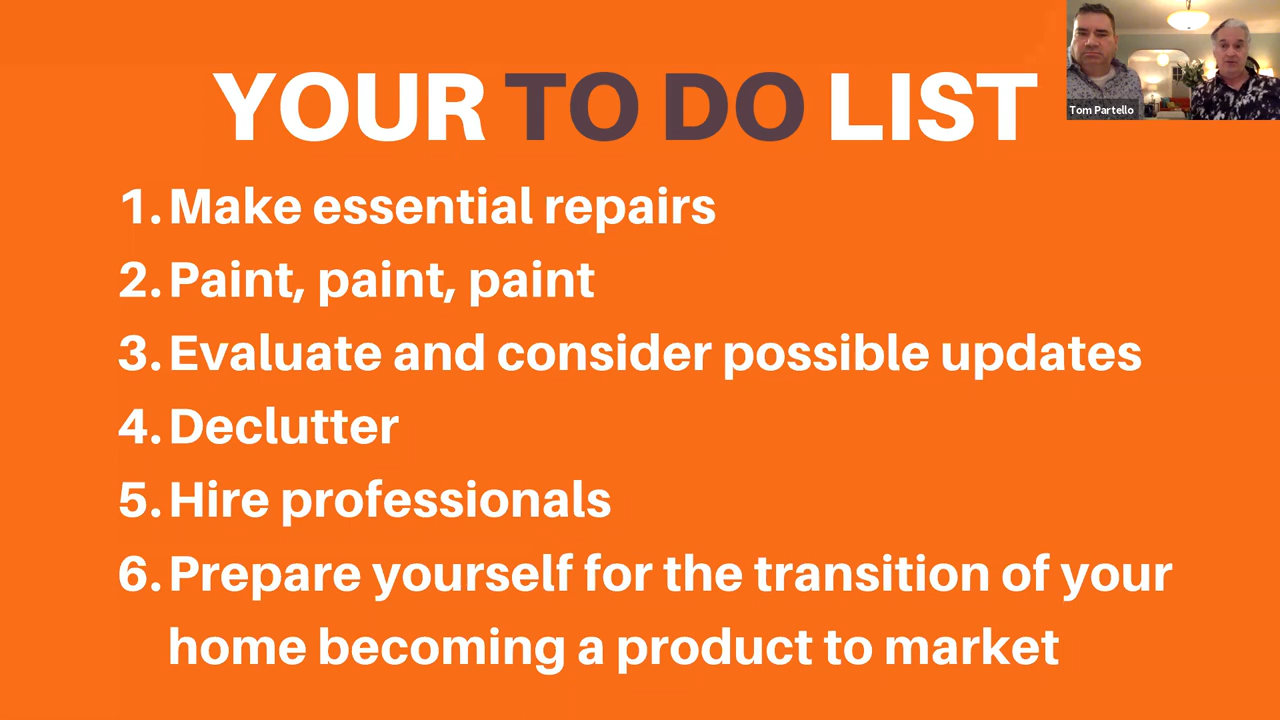 YOUR TO DO LIST
Tom Partello
1. Make essential repairs
2. Paint, paint, paint
3. Evaluate and consider possible updates
4. Declutter
5. Hire professionals
6. Prepare yourself for the transition of your
home becoming a product to market